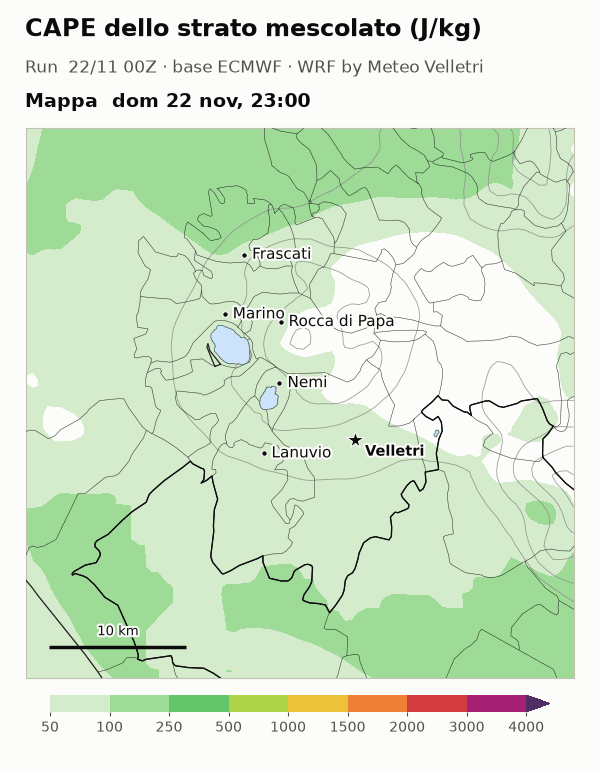 CAPE dello strato mescolato (J/kg)
Run  22/11 00Z · base ECMWF · WRF by Meteo Velletri
Mappa  dom 22 nov, 23:00
Frascati
Marino
Rocca di Papa
Nemi
Velletri
Lanuvio
10 km
50 100 250 500 1000 1500 2000 3000 4000